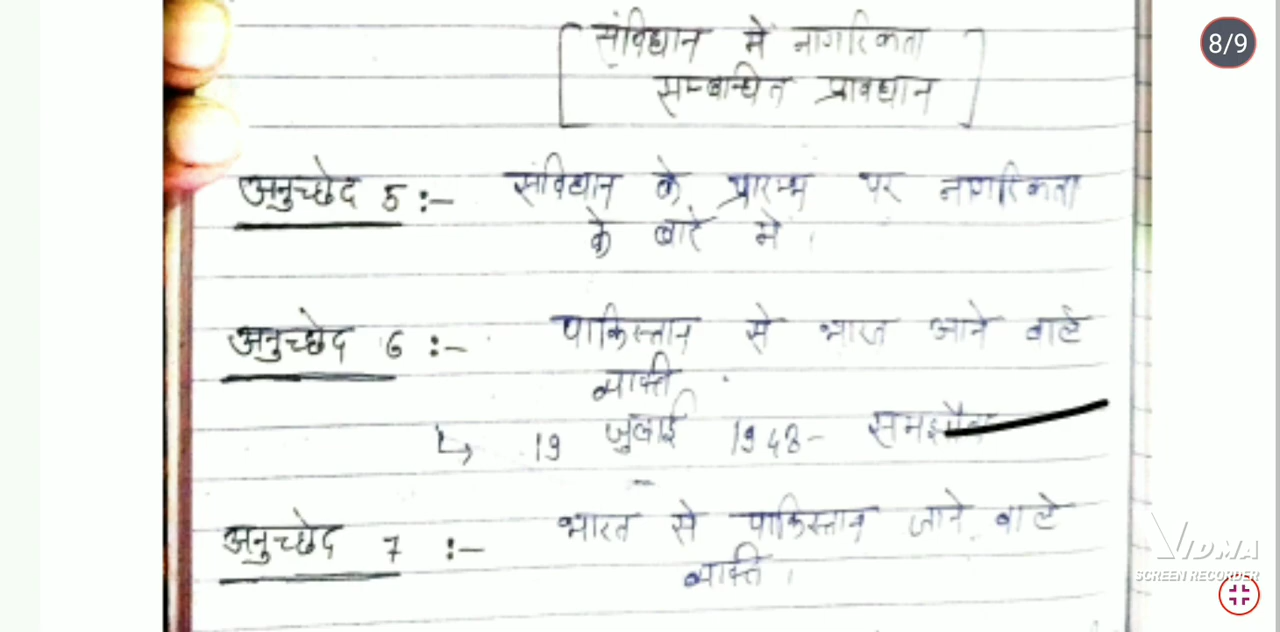 8/9
संविधान में नागरिकता
सम्बन्धित प्रावधान
अनुच्छेद 5 :- संविधान के प्रारम्भ पर नागरिकता
के बारे में ।
अनुच्छेद 6 :- पाकिस्तान से भारत आने वाले
व्यक्ति
↳ 19 जुलाई 1948 -
अनुच्छेद 7 :- भारत से पाकिस्तान जाने वाले
व्यक्ति ।
VIDMA
SCREEN RECORDER